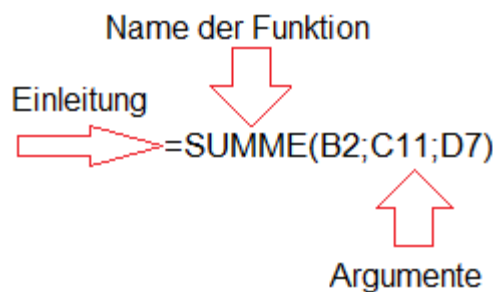 Name der Funktion
Einleitung
=SUMME(B2;C11;D7)
Argumente